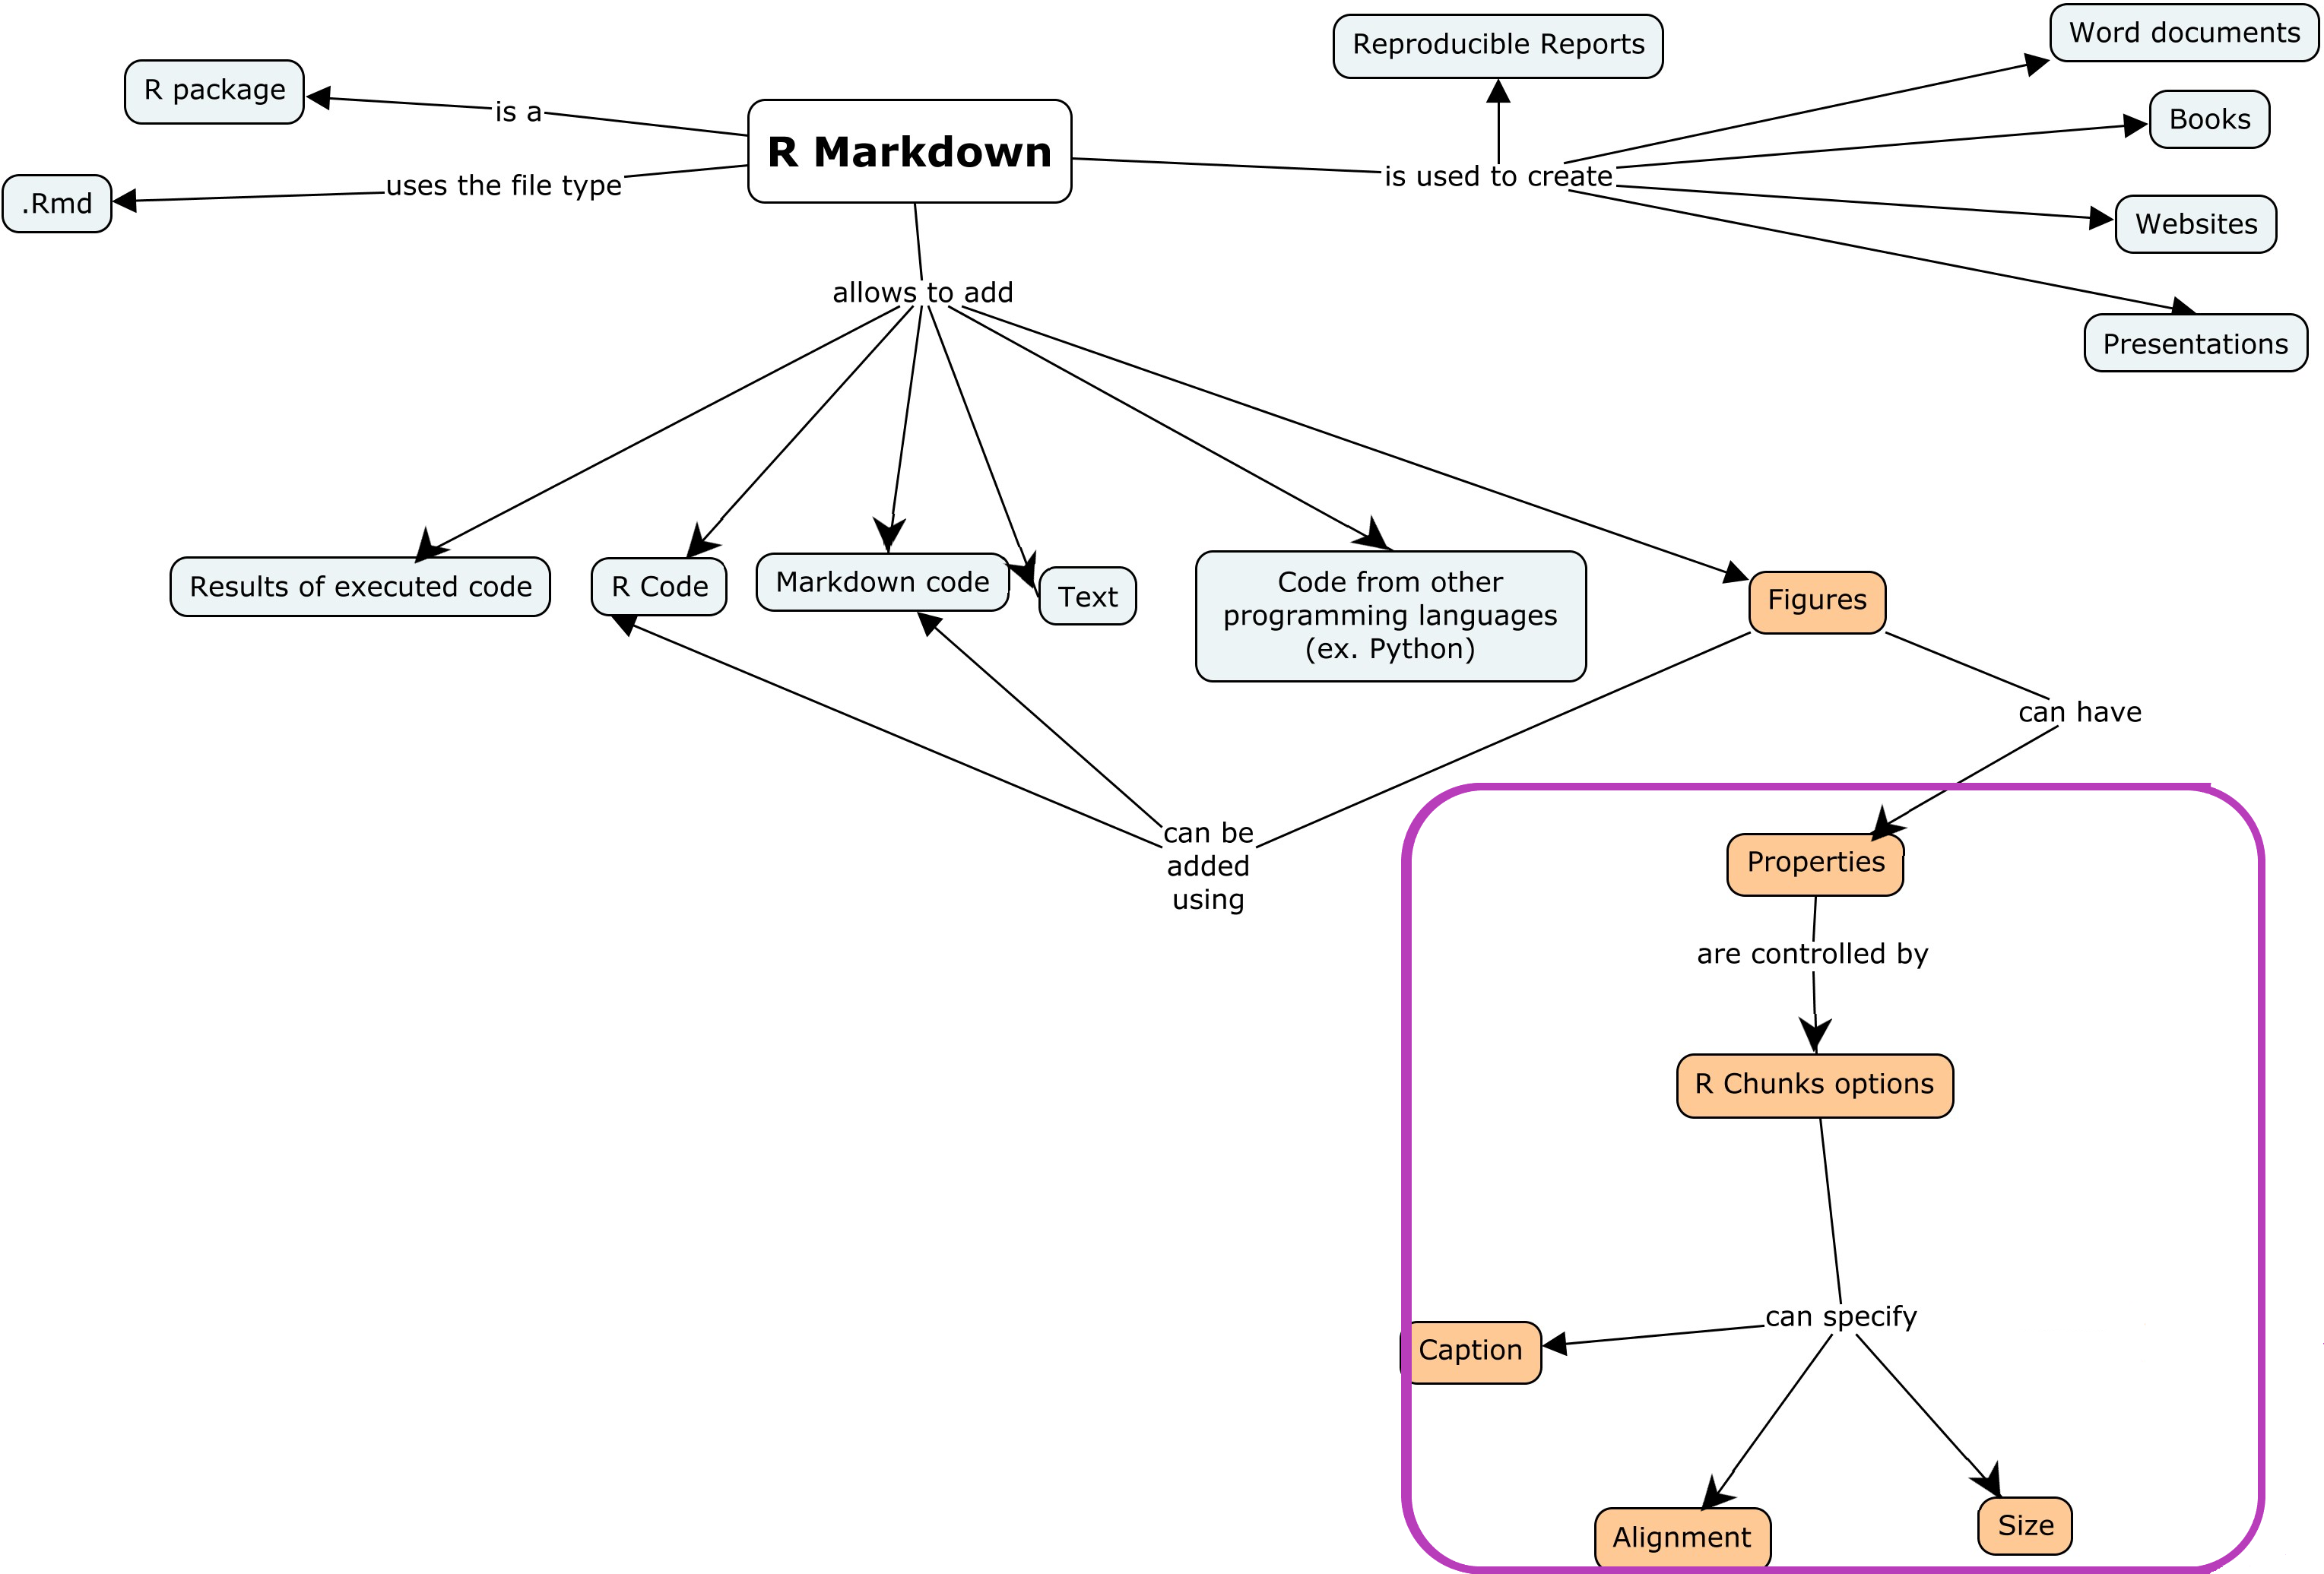 Reproducible Reports
Word documents
R package
Books
is a
R Markdown
is used to create
uses the file type
.Rmd
Websites
allows to add
Presentations
Results of executed code
R Code
Markdown code
Text
Code from other
programming languages
(ex. Python)
Figures
can have
can be
added
using
Properties
are controlled by
R Chunks options
can specify
Caption
Alignment
Size